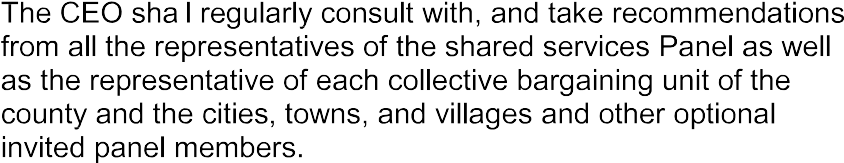 The CEO sha l regularly consult with, and take recommendations
from all the representatives of the shared services Panel as well
as the representative of each collective bargaining unit of the
county and the cities, towns, and villages and other optional
invited panel members.